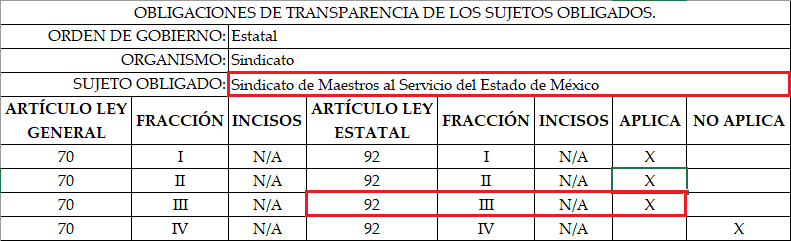 OBLIGACIONES DE TRANSPARENCIA DE LOS SUJETOS OBLIGADOS.
ORDEN DE GOBIERNO: Estatal
ORGANISMO: Sindicato
SUJETO OBLIGADO: Sindicato de Maestros al Servicio del Estado de México
ARTÍCULO LEY GENERAL FRACCIÓN INCISOS ARTÍCULO LEY ESTATAL FRACCIÓN INCISOS APLICA NO APLICA
70 I N/A 92 I N/A X
70 II N/A 92 II N/A X
70 III N/A 92 III N/A X
70 IV N/A 92 IV N/A X